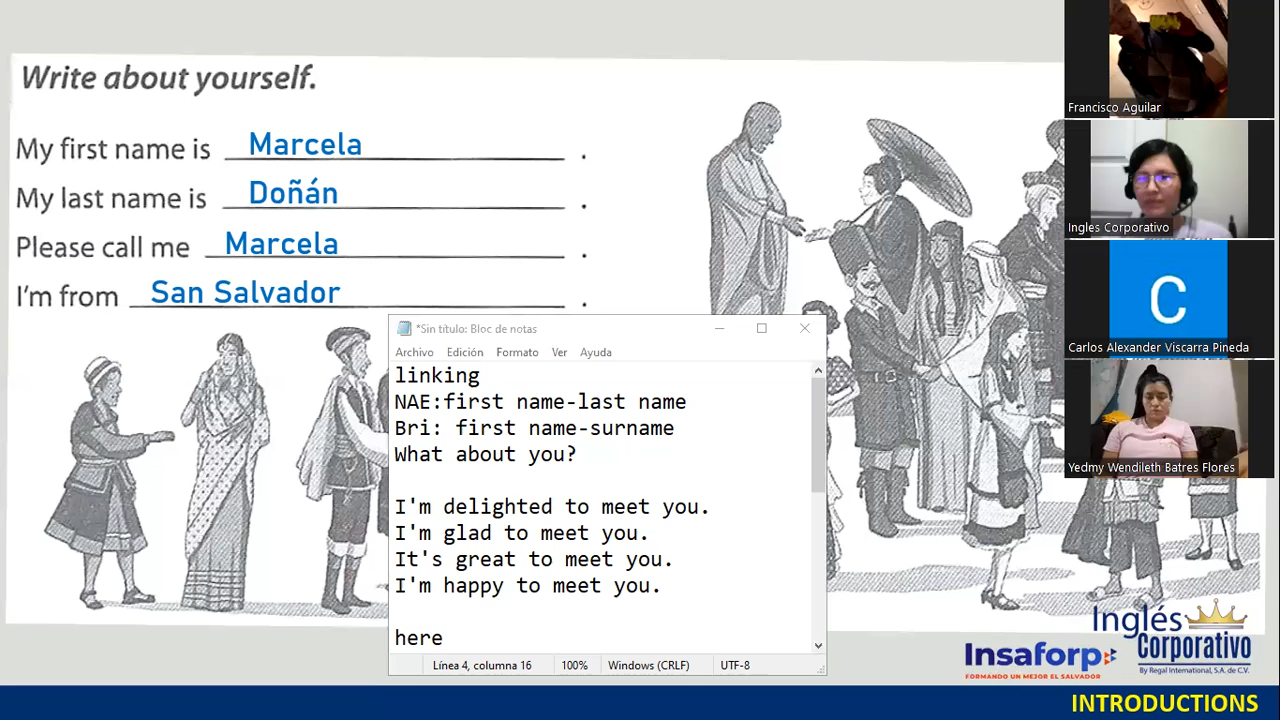 Write about yourself.
My first name is Marcela .
My last name is Doñán .
Please call me Marcela .
I'm from San Salvador .
*Sin título: Bloc de notas
Archivo Edición Formato Ver Ayuda
linking
NAE:first name-last name
Bri: first name-surname
What about you?
I'm delighted to meet you.
I'm glad to meet you.
It's great to meet you.
I'm happy to meet you.
here
Línea 4, columna 16 100% Windows (CRLF) UTF-8
Francisco Aguilar
Ingles Corporativo
C
Carlos Alexander Viscarra Pineda
Yedmy Wendileth Batres Flores
Insaforp
FORMANDO UN MEJOR EL SALVADOR
Inglés
Corporativo
By Regal International, S.A. de C.V.
INTRODUCTIONS